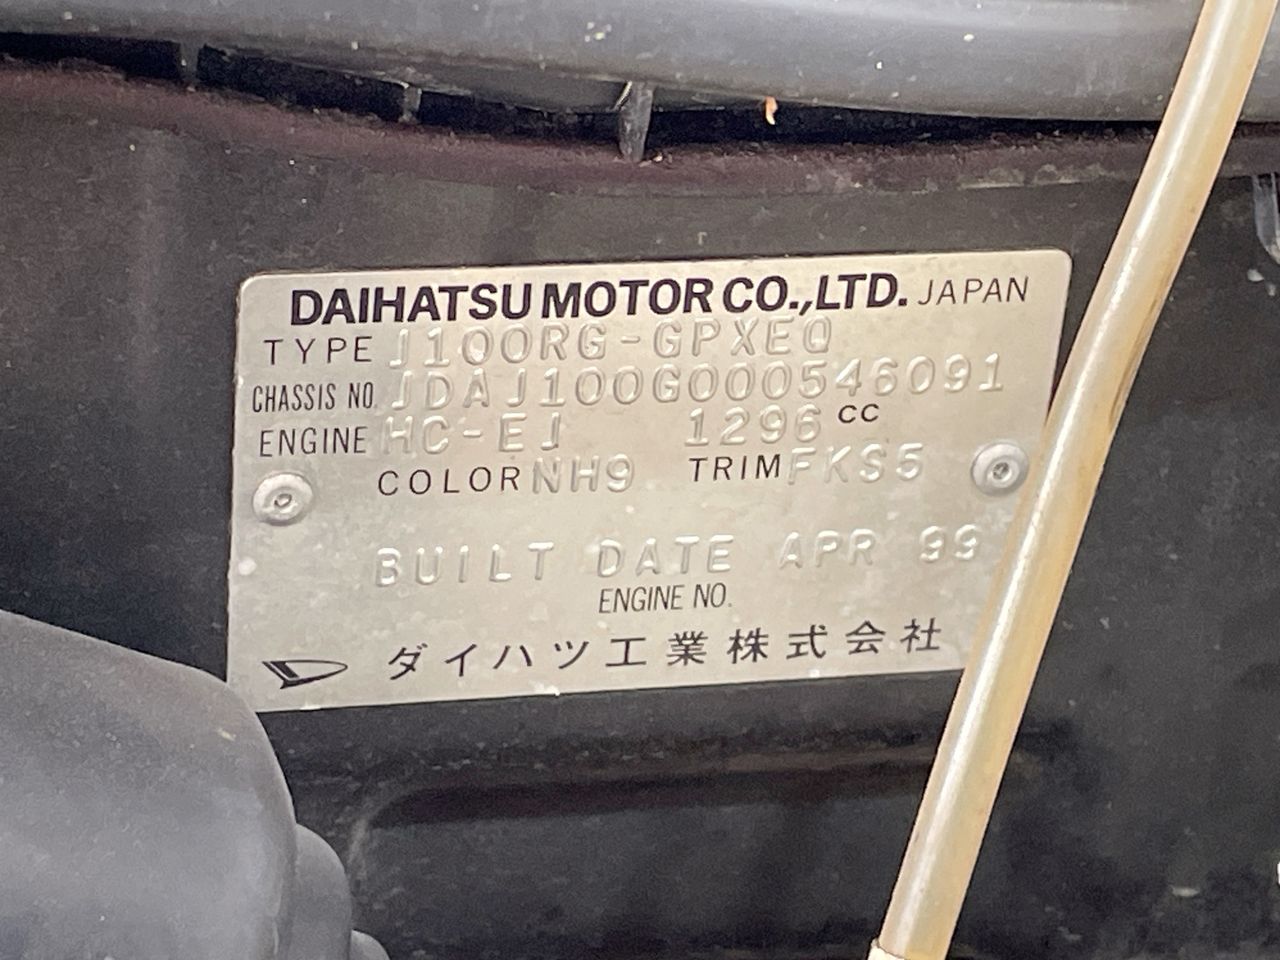 DAIHATSU MOTOR CO.,LTD. JAPAN
TYPE J100RG-GPXEQ
CHASSIS NO. JDAJ100G000546091
ENGINE HC-EJ 1296 CC
COLOR NH9 TRIM FKS5
BUILT DATE APR 99
ENGINE NO.
ダイハツ工業株式会社